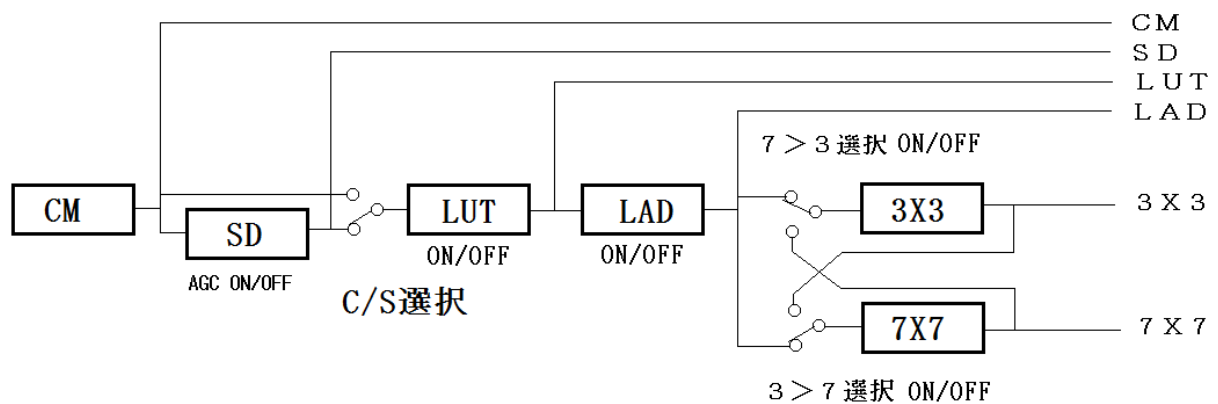 CM
SD
LUT
LAD
7>3選択 ON/OFF
CM
LUT
LAD
3X3
3X3
SD
ON/OFF
ON/OFF
AGC ON/OFF
C/S選択
7X7
7X7
3>7選択 ON/OFF